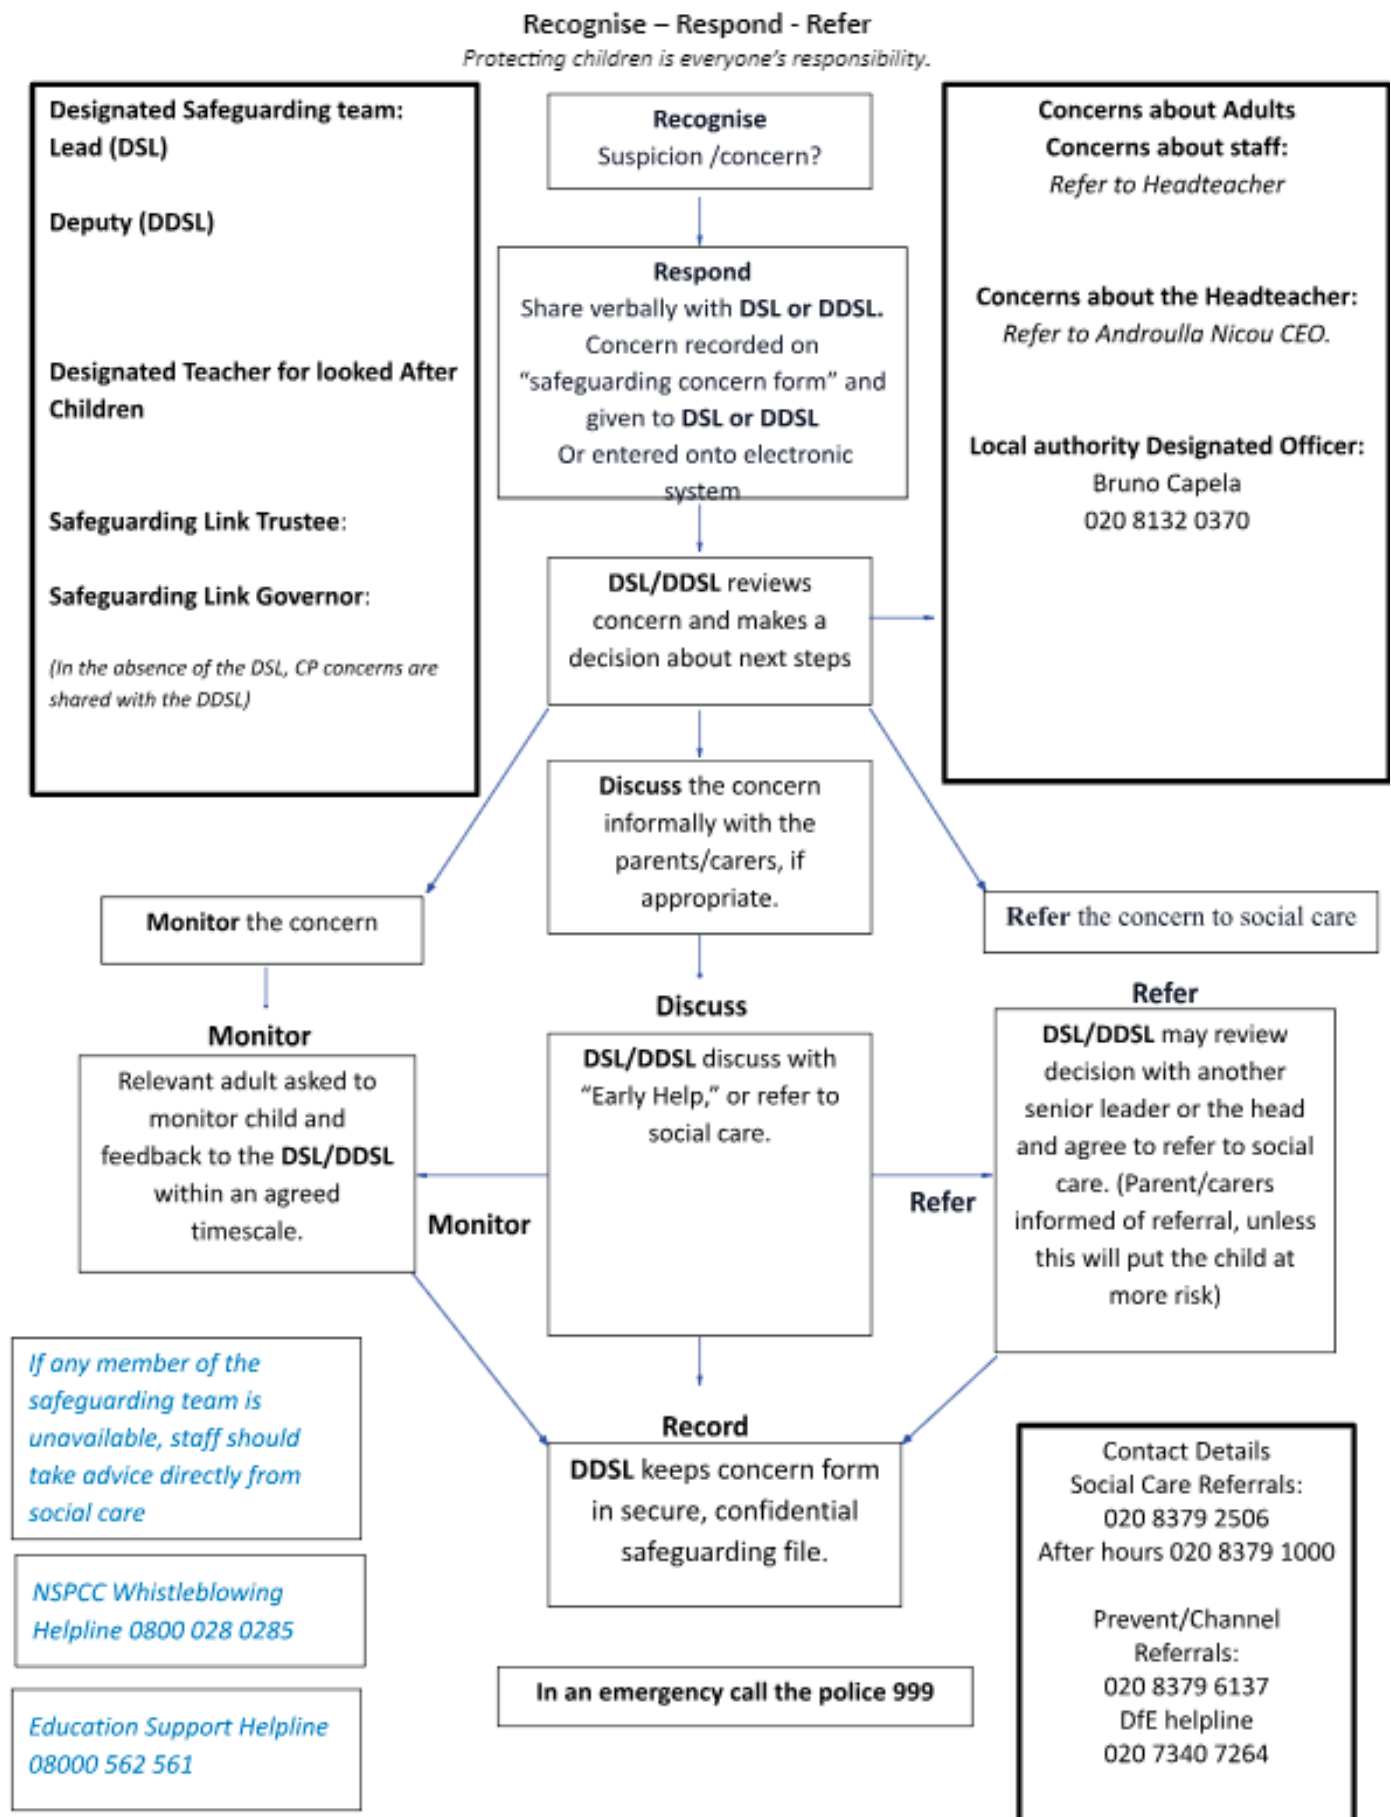 Recognise – Respond - Refer
Protecting children is everyone's responsibility.
Designated Safeguarding team:
Lead (DSL)
Deputy (DDSL)
Designated Teacher for looked After
Children
Safeguarding Link Trustee:
Safeguarding Link Governor:
(In the absence of the DSL, CP concerns are
shared with the DDSL)
Recognise
Suspicion /concern?
Respond
Share verbally with DSL or DDSL.
Concern recorded on
“safeguarding concern form” and
given to DSL or DDSL
Or entered onto electronic
system
Concerns about Adults
Concerns about staff:
Refer to Headteacher
Concerns about the Headteacher:
Refer to Androulla Nicou CEO.
Local authority Designated Officer:
Bruno Capela
020 8132 0370
DSL/DDSL reviews
concern and makes a
decision about next steps
Discuss the concern
informally with the
parents/carers, if
appropriate.
Monitor the concern
Refer the concern to social care
Monitor
Relevant adult asked to
monitor child and
feedback to the DSL/DDSL
within an agreed
timescale.
Monitor
Discuss
DSL/DDSL discuss with
“Early Help,” or refer to
social care.
Refer
Refer
DSL/DDSL may review
decision with another
senior leader or the head
and agree to refer to social
care. (Parent/carers
informed of referral, unless
this will put the child at
more risk)
If any member of the
safeguarding team is
unavailable, staff should
take advice directly from
social care
NSPCC Whistleblowing
Helpline 0800 028 0285
Education Support Helpline
08000 562 561
Record
DDSL keeps concern form
in secure, confidential
safeguarding file.
In an emergency call the police 999
Contact Details
Social Care Referrals:
020 8379 2506
After hours 020 8379 1000
Prevent/Channel
Referrals:
020 8379 6137
DfE helpline
020 7340 7264